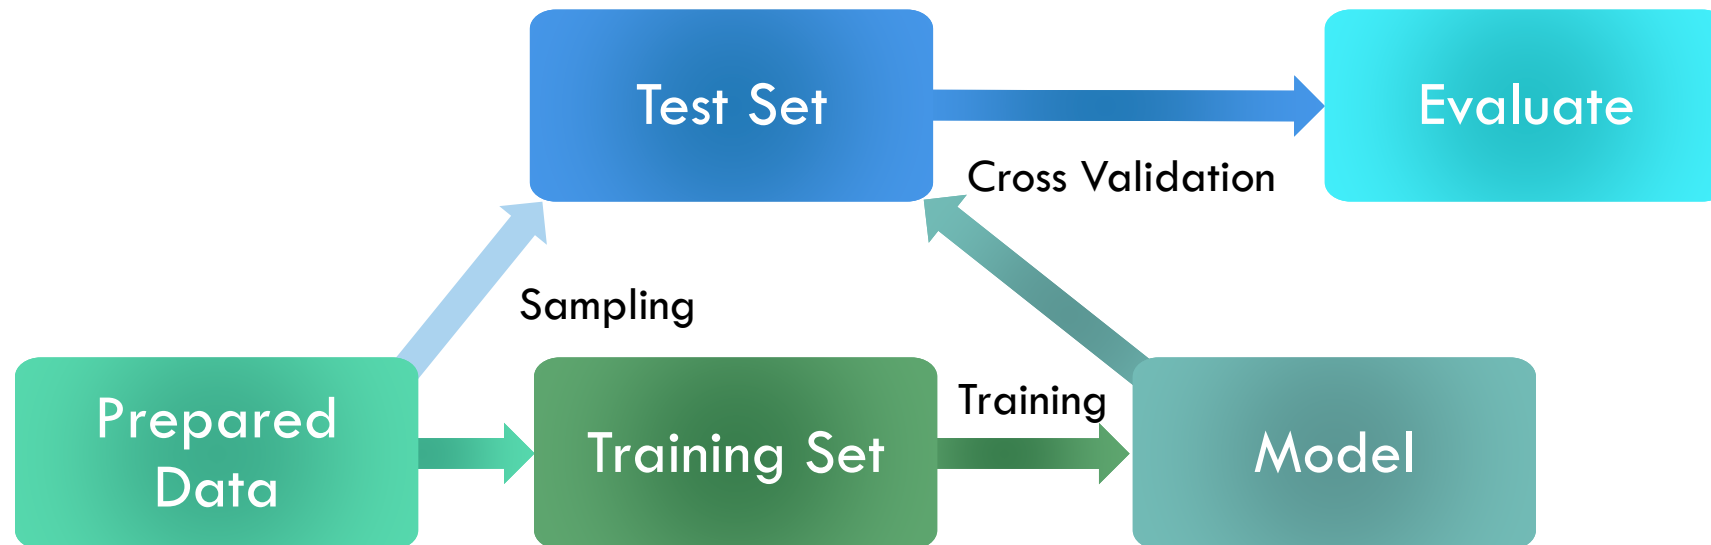 Test Set
Evaluate
Cross Validation
Sampling
Prepared
Data
Training Set
Training
Model